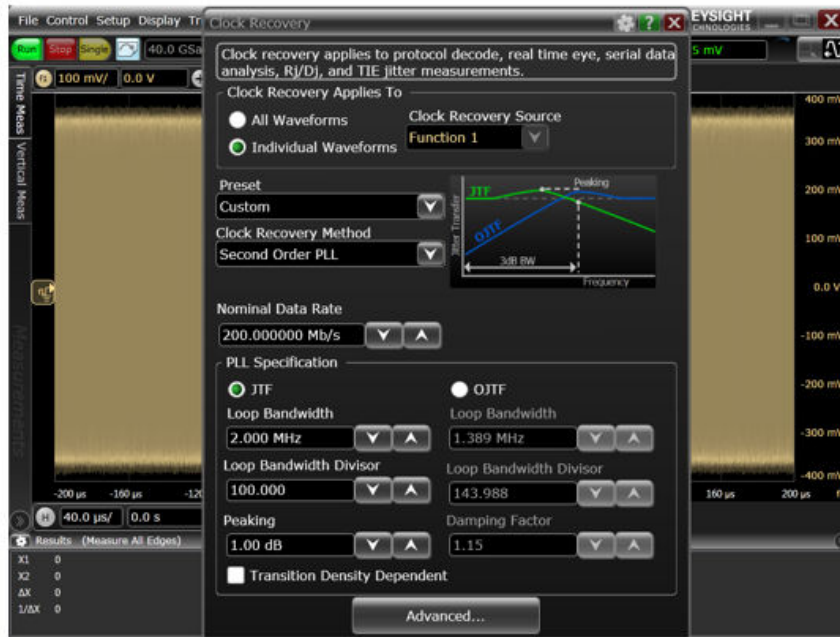 File Control Setup Display Tr
Clock Recovery
EYSIGHT
CHNOLOGIES
Run Stop Single 40.0 GSa
5 mV
Clock recovery applies to protocol decode, real time eye, serial data
analysis, Rj/Dj, and TIE jitter measurements.
100 mV/ 0.0 V
Time Meas
Vertical Meas
Measurements
Clock Recovery Applies To
All Waveforms
Individual Waveforms
Clock Recovery Source
Function 1
Preset
Custom
Clock Recovery Method
Second Order PLL
JTF
Peaking
OJTF
Jitter Transfer
3dB BW
Frequency
Nominal Data Rate
200.000000 Mb/s
PLL Specification
JTF
OJTF
Loop Bandwidth
Loop Bandwidth
2.000 MHz
1.389 MHz
Loop Bandwidth Divisor
Loop Bandwidth Divisor
100.000
143.988
Peaking
Damping Factor
1.00 dB
1.15
Transition Density Dependent
Advanced...
400 mV
300 mV
200 mV
100 mV
0.0 V
-100 mV
-200 mV
-300 mV
-400 mV
-200 µs -160 µs -120
160 µs 200 µs
H 40.0 µs/ 0.0 s
Results (Measure All Edges)
X1 0
X2 0
ΔX 0
1/ΔX 0